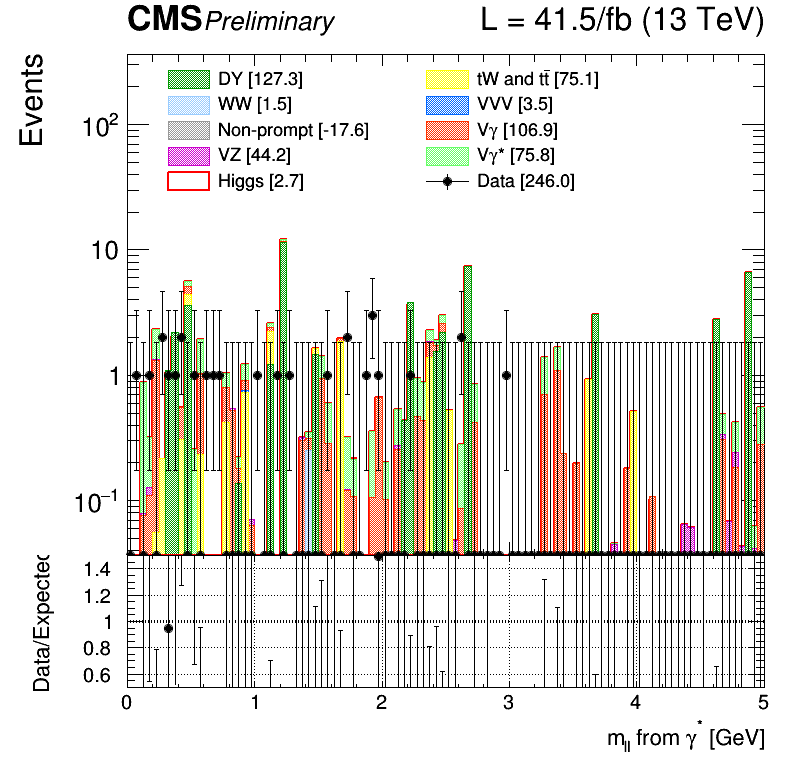 CMS Preliminary L = 41.5/fb (13 TeV)
Events
DY [127.3] tW and tt̄ [75.1]
WW [1.5] VVV [3.5]
Non-prompt [-17.6] Vγ [106.9]
VZ [44.2] Vγ* [75.8]
Higgs [2.7] Data [246.0]
10²
10
1
10⁻¹
Data/Expected
1.4
1.2
1
0.8
0.6
0 1 2 3 4 5
m_ll from γ* [GeV]